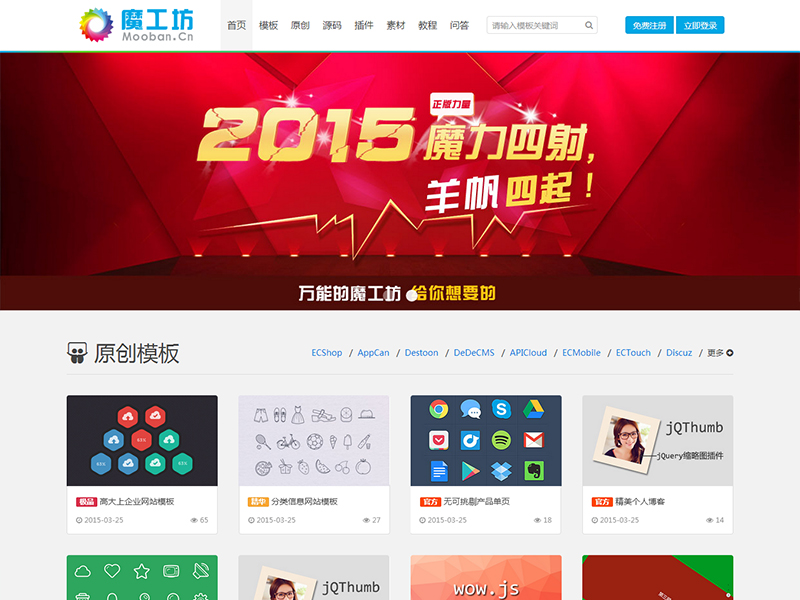 魔工坊
Mooban.Cn
首页 模板 原创 源码 插件 素材 教程 问答
请输入模板关键词
免费注册 立即登录
2015
正版力量
魔力四射,
羊帆四起!
万能的魔工坊 给你想要的
原创模板
ECShop / AppCan / Destoon / DeDeCMS / APICloud / ECMobile / ECTouch / Discuz / 更多
jQThumb
jQuery缩略图插件
极品 高大上企业网站模板
2015-03-25 65
精华 分类信息网站模板
2015-03-25 27
官方 无可挑剔产品单页
2015-03-25 18
官方 精美个人博客
2015-03-25 14
jQThumb
wow.js